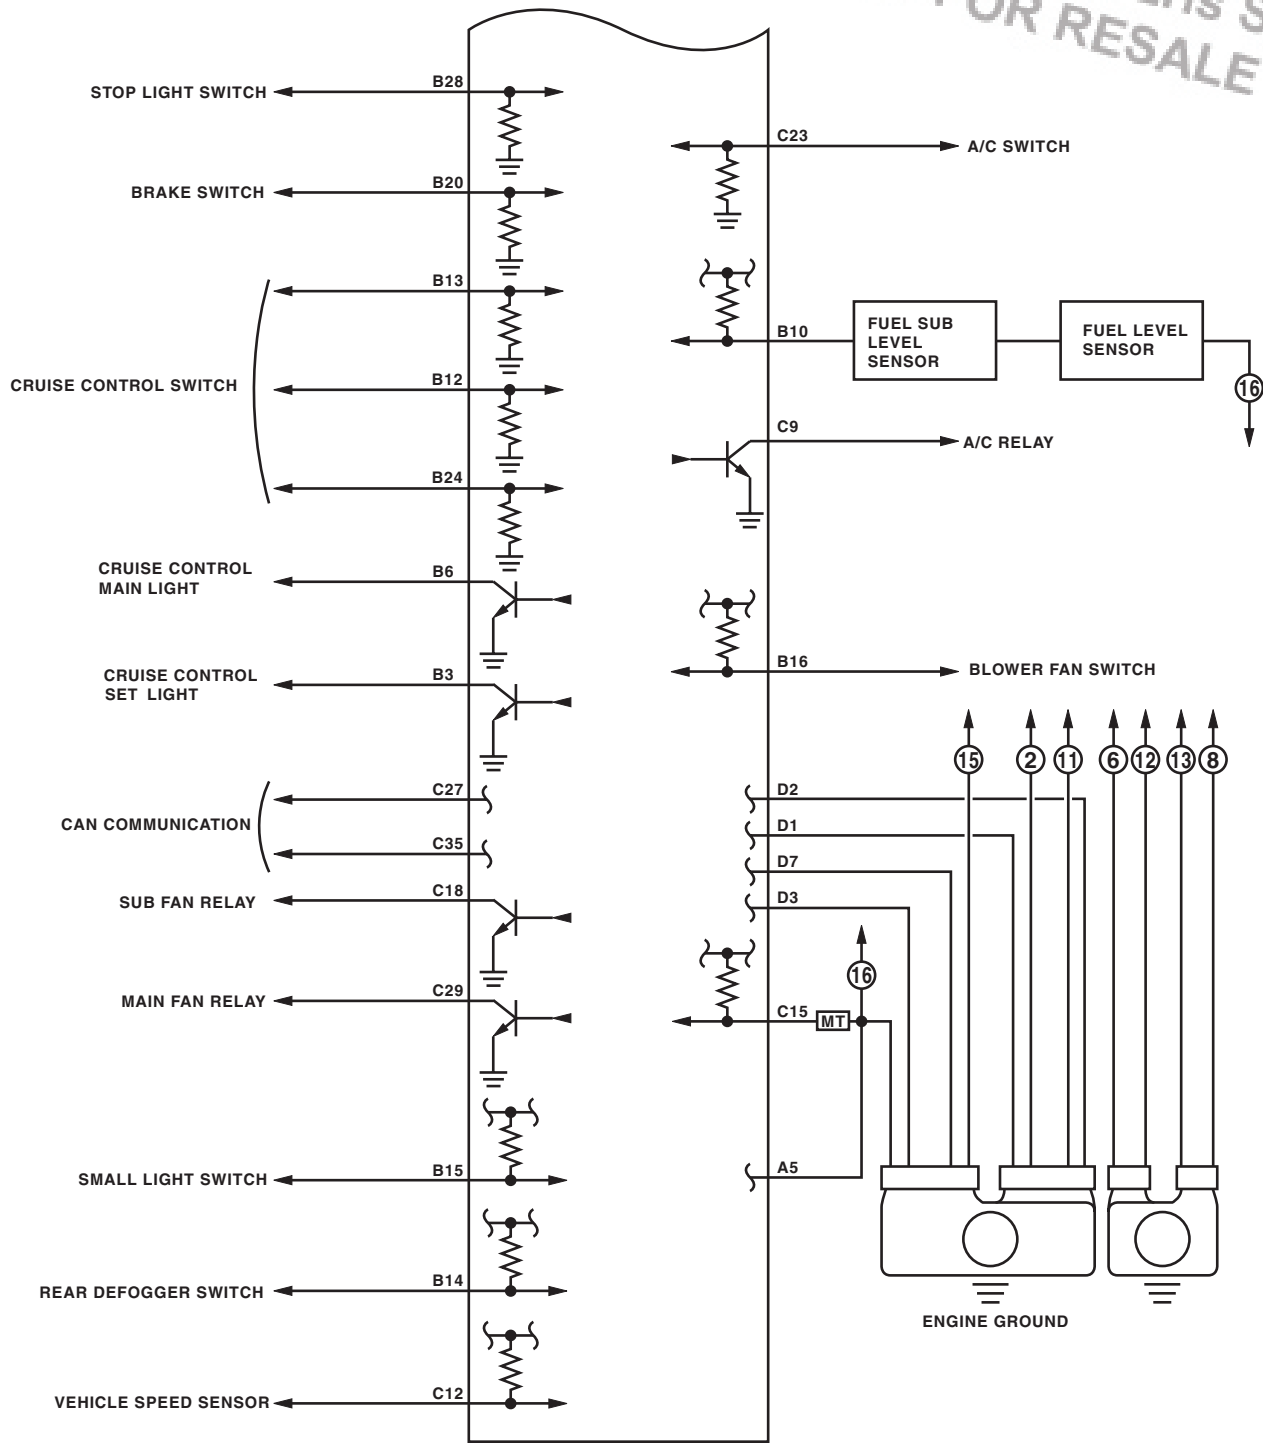 FOR RESALE
B28
STOP LIGHT SWITCH
C23
A/C SWITCH
B20
BRAKE SWITCH
B13
B10
FUEL SUB
LEVEL
SENSOR
FUEL LEVEL
SENSOR
16
CRUISE CONTROL SWITCH
B12
C9
A/C RELAY
B24
CRUISE CONTROL
MAIN LIGHT
B6
B16
BLOWER FAN SWITCH
CRUISE CONTROL
SET LIGHT
B3
15
2
11
6
12
13
8
C27
D2
CAN COMMUNICATION
D1
C35
D7
SUB FAN RELAY
C18
D3
16
MAIN FAN RELAY
C29
C15
MT
SMALL LIGHT SWITCH
B15
A5
REAR DEFOGGER SWITCH
B14
ENGINE GROUND
VEHICLE SPEED SENSOR
C12